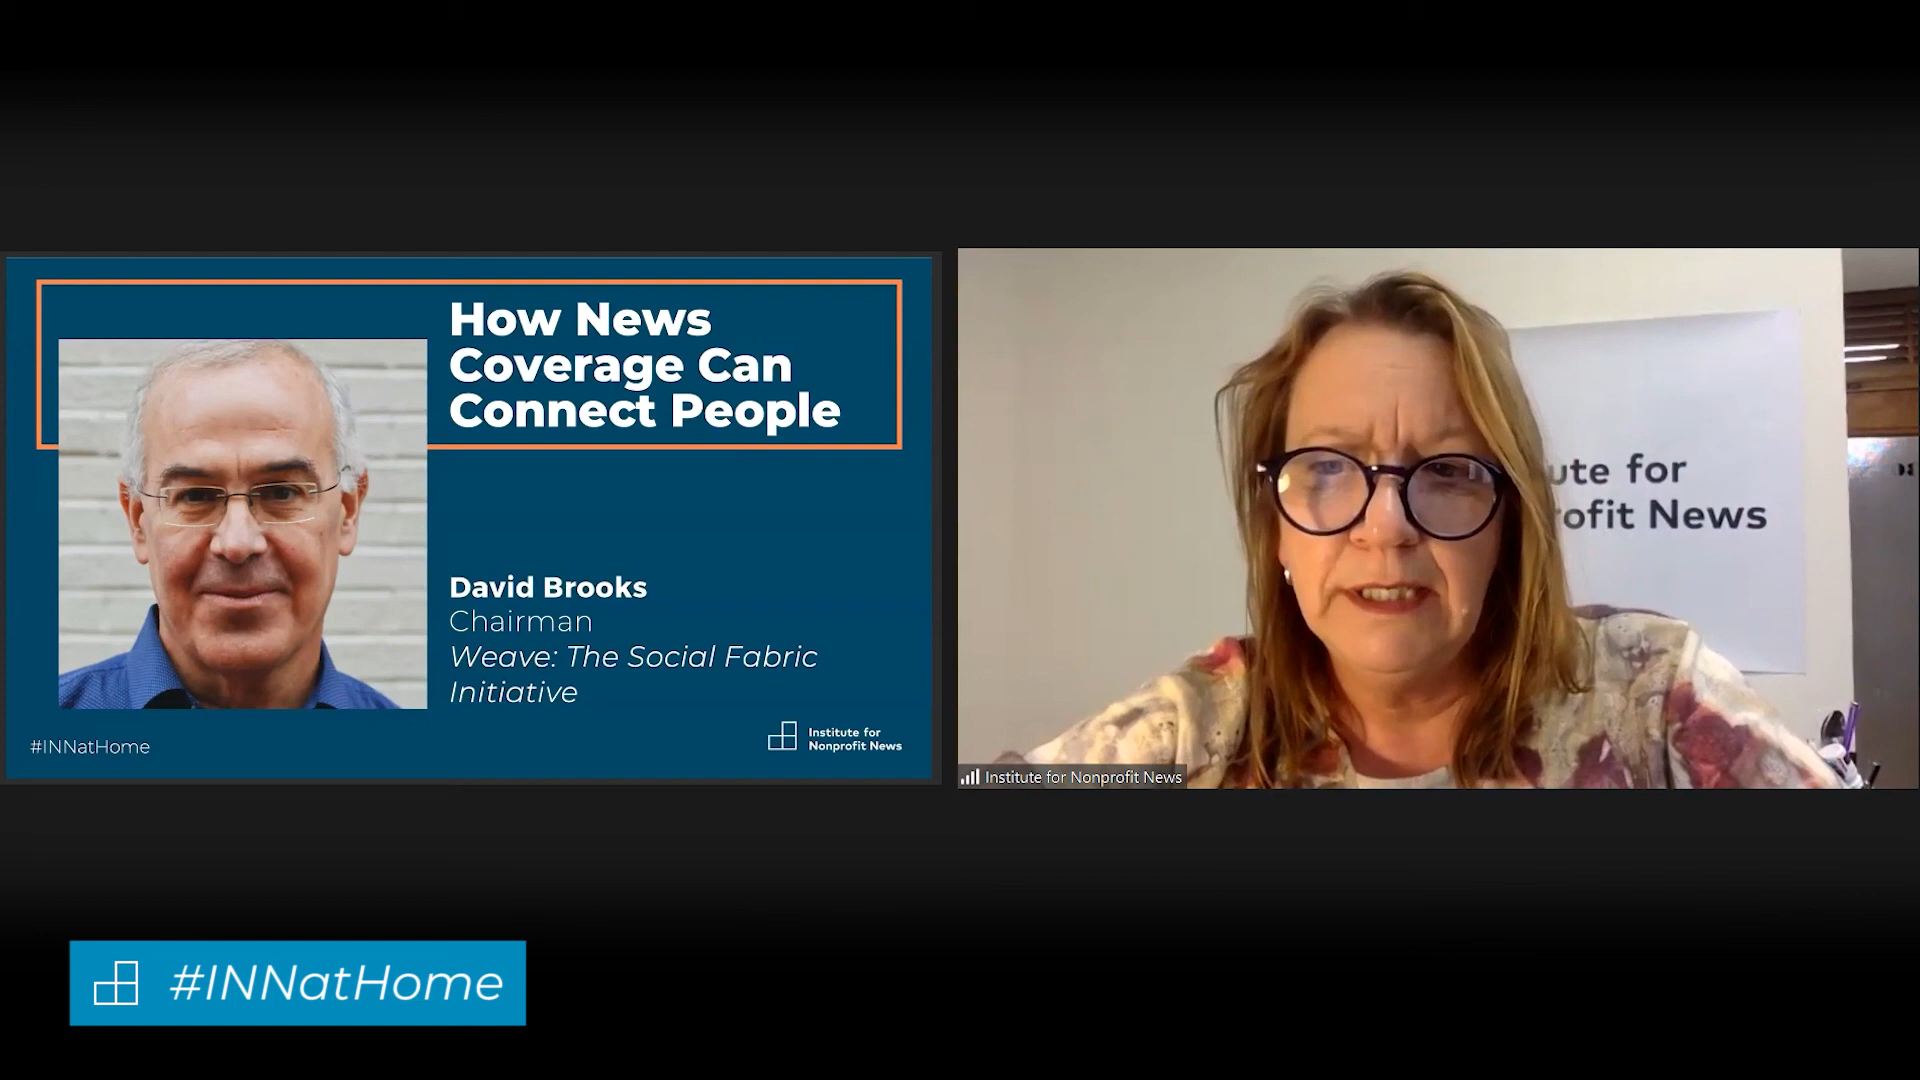 How News
Coverage Can
Connect People
David Brooks
Chairman
Weave: The Social Fabric
Initiative
#INNatHome
Institute for
Nonprofit News
ute for
rofit News
Institute for Nonprofit News
#INNatHome